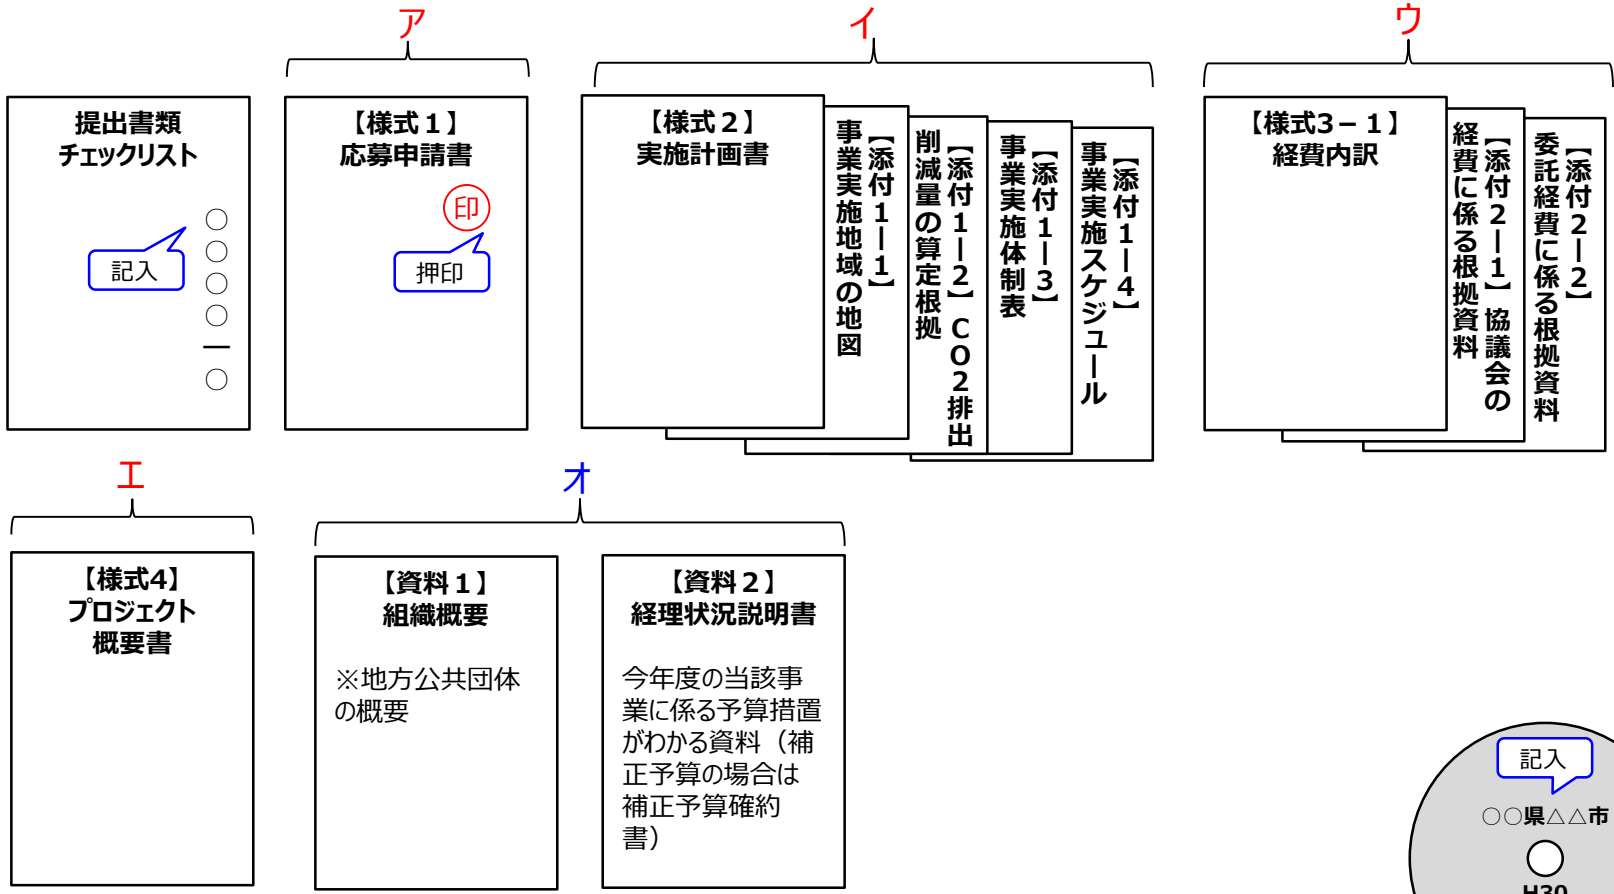 ア
イ
ウ
提出書類
チェックリスト
○
○
○
○
―
○
記入
【様式１】
応募申請書
印
押印
【様式２】
実施計画書
【添付１ー１】
事業実施地域の地図
【添付１ー２】ＣＯ２排出
削減量の算定根拠
【添付１ー３】
事業実施体制表
【添付１ー４】
事業実施スケジュール
【様式3－１】
経費内訳
【添付２ー１】協議会の
経費に係る根拠資料
【添付２ー２】
委託経費に係る根拠資料
エ
オ
【様式4】
プロジェクト
概要書
【資料１】
組織概要
※地方公共団体
の概要
【資料２】
経理状況説明書
今年度の当該事
業に係る予算措置
がわかる資料（補
正予算の場合は
補正予算確約
書）
記入
○○県△△市
H30